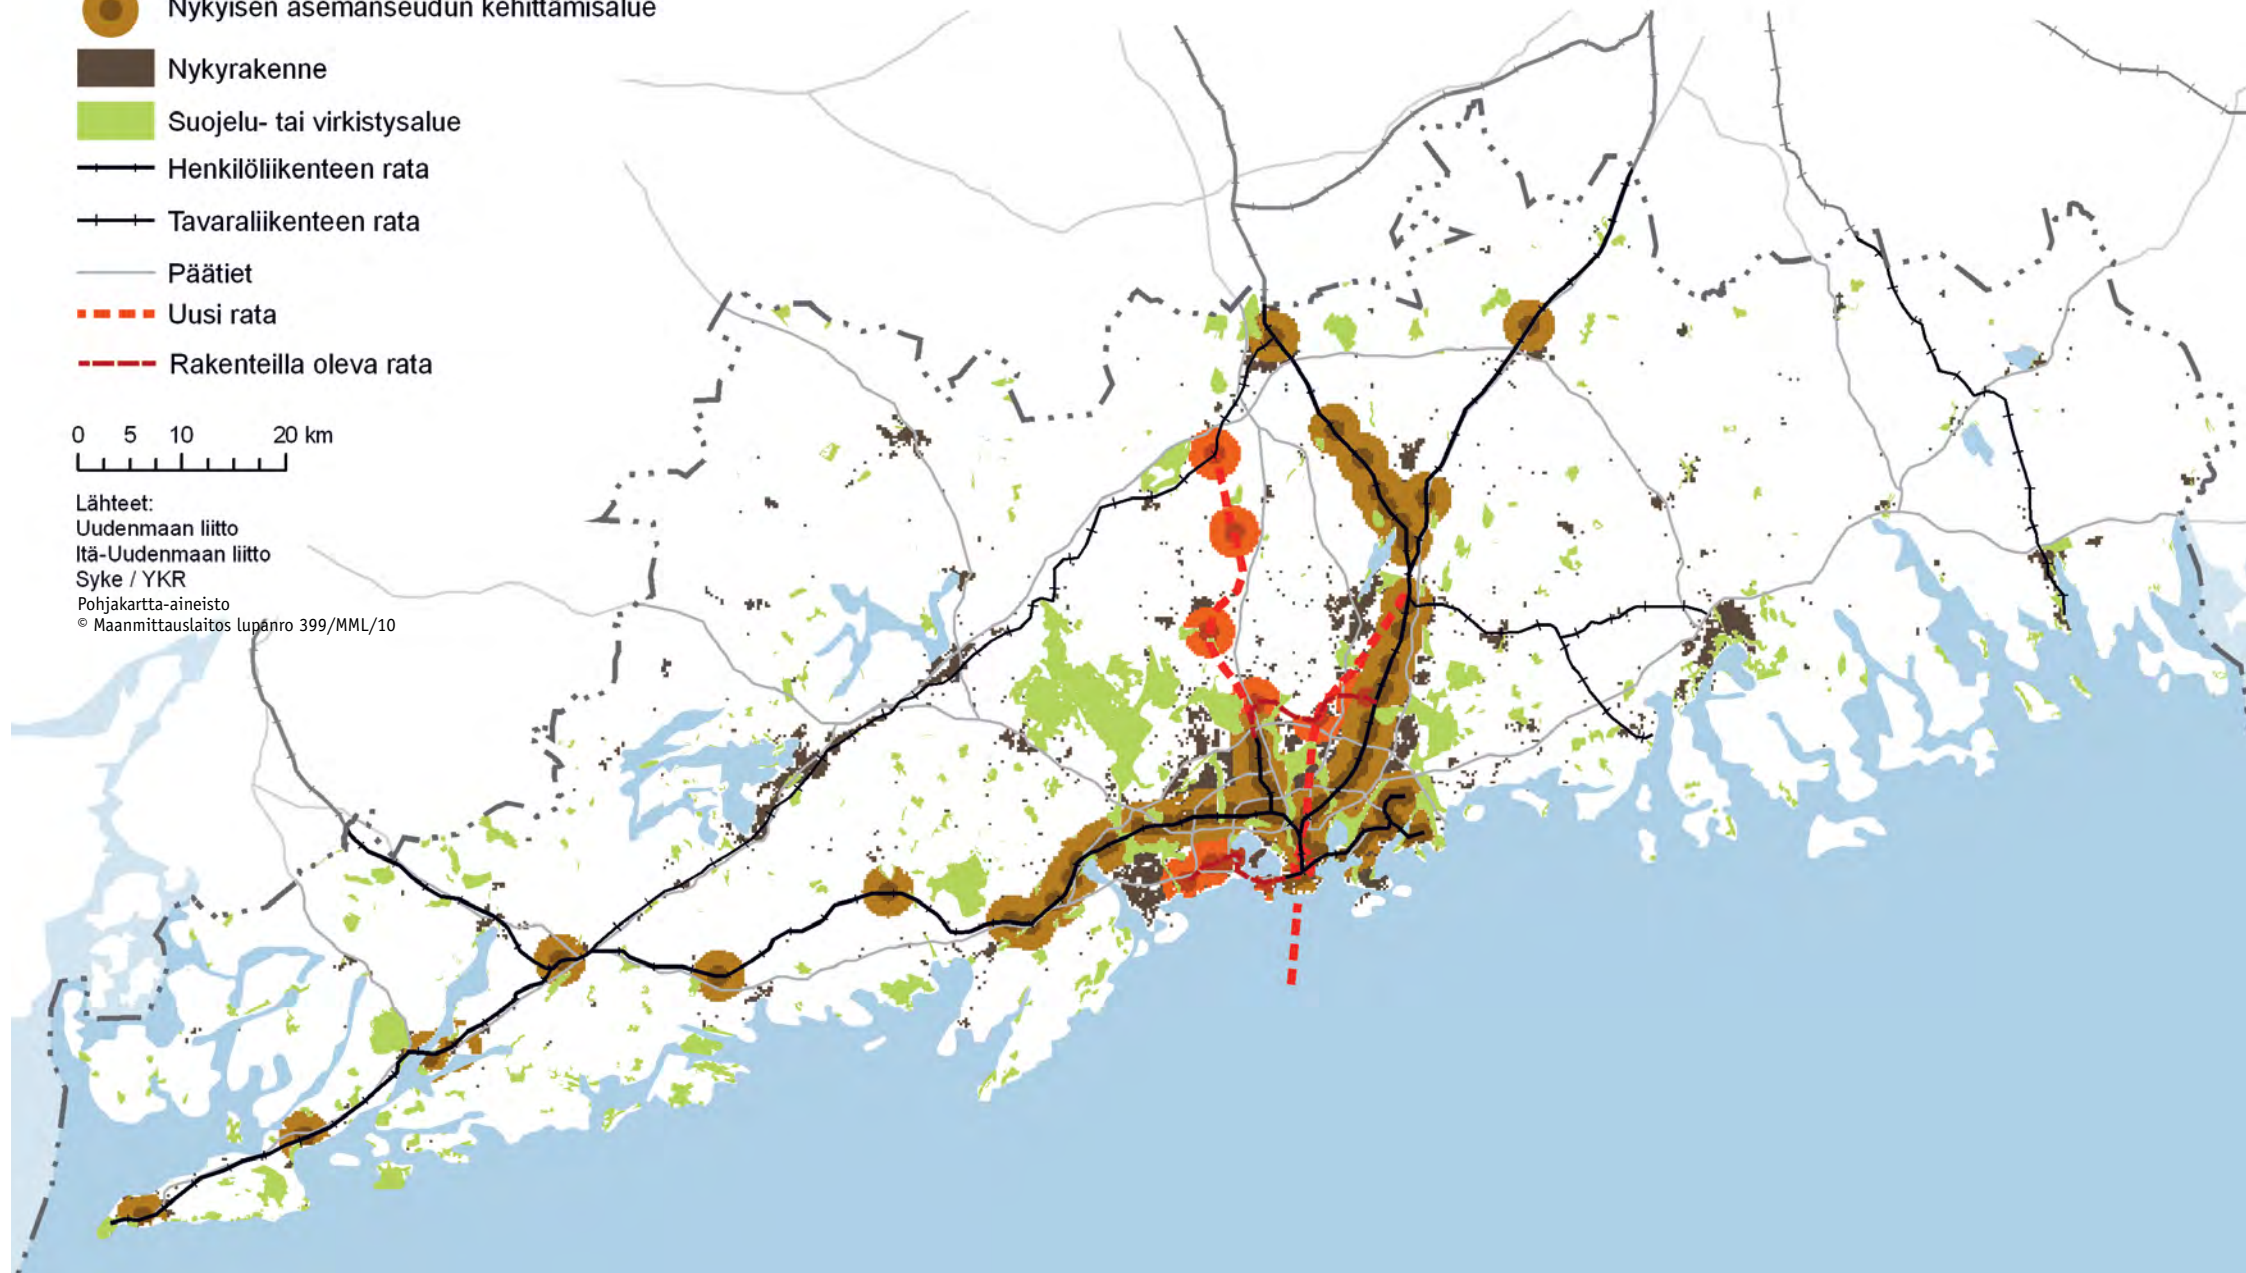 Nykyisen asemanseudun kehittämisalue
Nykyrakenne
Suojelu- tai virkistysalue
Henkilöliikenteen rata
Tavaraliikenteen rata
Päätiet
Uusi rata
Rakenteilla oleva rata
0 5 10 20 km
Lähteet:
Uudenmaan liitto
Itä-Uudenmaan liitto
Syke / YKR
Pohjakartta-aineisto
© Maanmittauslaitos lupanro 399/MML/10